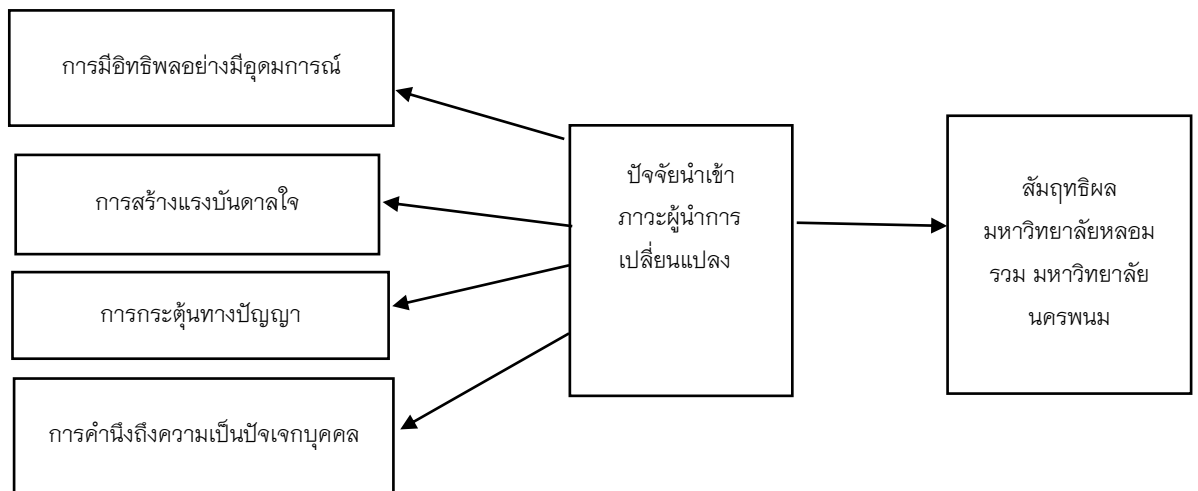 การมีอิทธิพลอย่างมีอุดมการณ์
การสร้างแรงบันดาลใจ
การกระตุ้นทางปัญญา
การคำนึงถึงความเป็นปัจเจกบุคคล
ปัจจัยนำเข้า
ภาวะผู้นำการ
เปลี่ยนแปลง
สัมฤทธิผล
มหาวิทยาลัยหลอม
รวม มหาวิทยาลัย
นครพนม